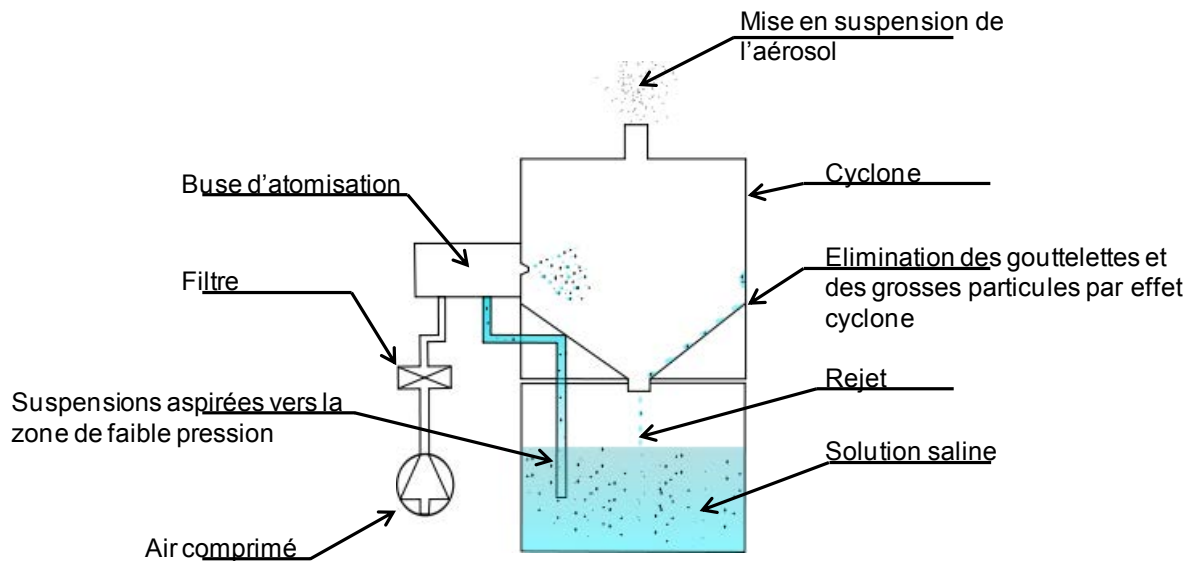 Mise en suspension de
l'aérosol
Buse d'atomisation
Cyclone
Filtre
Elimination des gouttelettes et
des grosses particules par effet
cyclone
Rejet
Suspensions aspirées vers la
zone de faible pression
Solution saline
Air comprimé